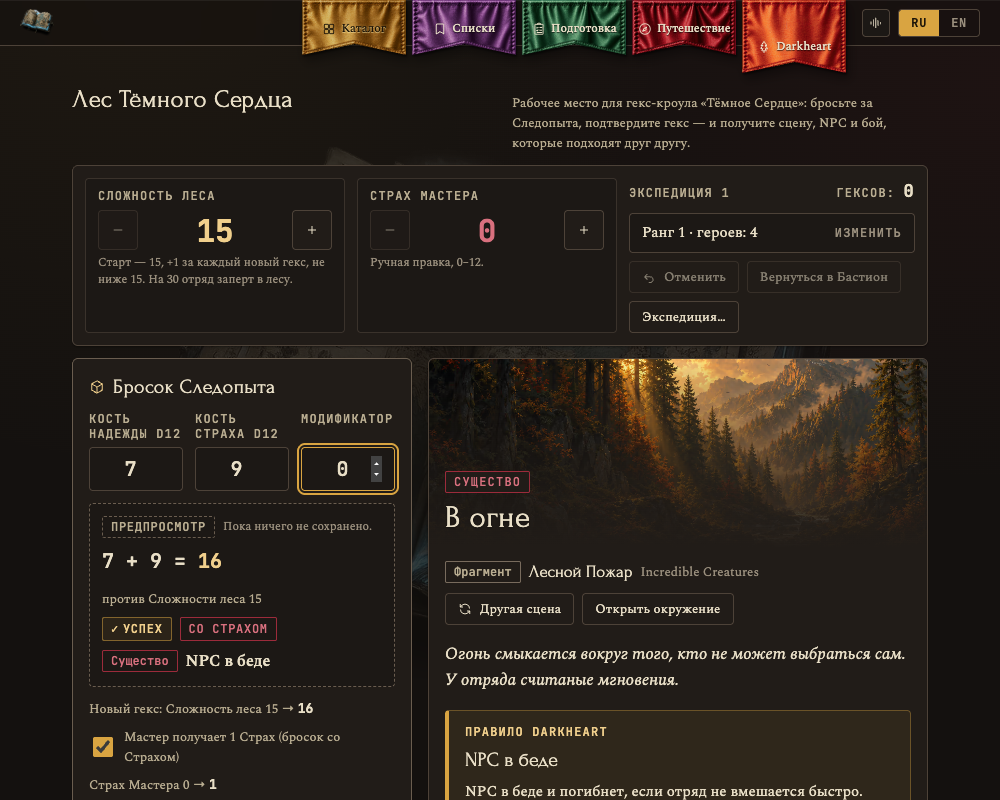 Каталог
Списки
Подготовка
Путешествие
Darkheart
RU
EN
Лес Тёмного Сердца
Рабочее место для гекс-кроула «Тёмное Сердце»: бросьте за
Следопыта, подтвердите гекс — и получите сцену, NPC и бой,
которые подходят друг другу.
СЛОЖНОСТЬ ЛЕСА
− 15 +
Старт — 15, +1 за каждый новый гекс, не
ниже 15. На 30 отряд заперт в лесу.
СТРАХ МАСТЕРА
− 0 +
Ручная правка, 0–12.
ЭКСПЕДИЦИЯ 1
ГЕКСОВ: 0
Ранг 1 · героев: 4
ИЗМЕНИТЬ
Отменить
Вернуться в Бастион
Экспедиция…
Бросок Следопыта
КОСТЬ
НАДЕЖДЫ D12
КОСТЬ
СТРАХА D12
МОДИФИКАТОР
7
9
0
ПРЕДПРОСМОТР
Пока ничего не сохранено.
7 + 9 = 16
против Сложности леса 15
✓ УСПЕХ
СО СТРАХОМ
Существо
NPC в беде
Новый гекс: Сложность леса 15 → 16
Мастер получает 1 Страх (бросок со
Страхом)
Страх Мастера 0 → 1
СУЩЕСТВО
В огне
Фрагмент
Лесной Пожар
Incredible Creatures
Другая сцена
Открыть окружение
Огонь смыкается вокруг того, кто не может выбраться сам.
У отряда считаные мгновения.
ПРАВИЛО DARKHEART
NPC в беде
NPC в беде и погибнет, если отряд не вмешается быстро.